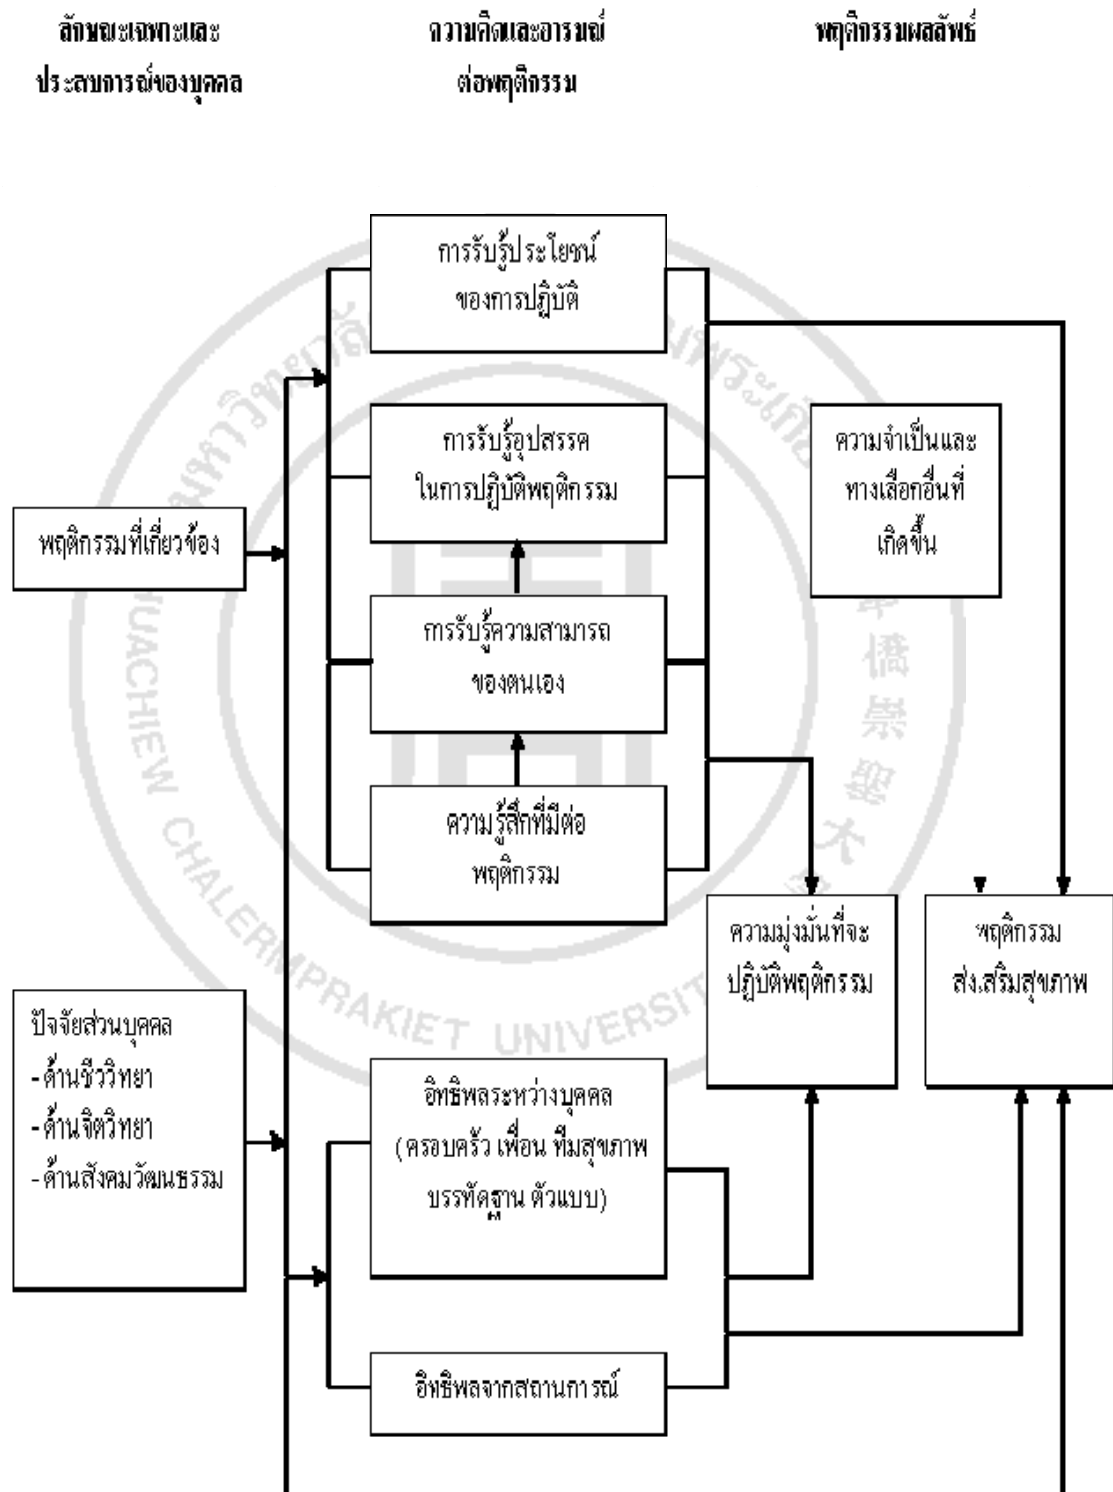 ลักษณะเฉพาะและ
ประสบการณ์ของบุคคล
ความคิดและอารมณ์
ต่อพฤติกรรม
พฤติกรรมผลลัพธ์
การรับรู้ประโยชน์
ของการปฏิบัติ
การรับรู้อุปสรรค
ในการปฏิบัติพฤติกรรม
ความจำเป็นและ
ทางเลือกอื่นที่
เกิดขึ้น
พฤติกรรมที่เกี่ยวข้อง
การรับรู้ความสามารถ
ของตนเอง
ความรู้สึกที่มีต่อ
พฤติกรรม
ความมุ่งมั่นที่จะ
ปฏิบัติพฤติกรรม
พฤติกรรม
ส่งเสริมสุขภาพ
ปัจจัยส่วนบุคคล
-ด้านชีววิทยา
-ด้านจิตวิทยา
-ด้านสังคมวัฒนธรรม
อิทธิพลระหว่างบุคคล
(ครอบครัว เพื่อน ทีมสุขภาพ
บรรทัดฐาน ตัวแบบ)
อิทธิพลจากสถานการณ์
HUACHIEW CHALERMPRAKIET